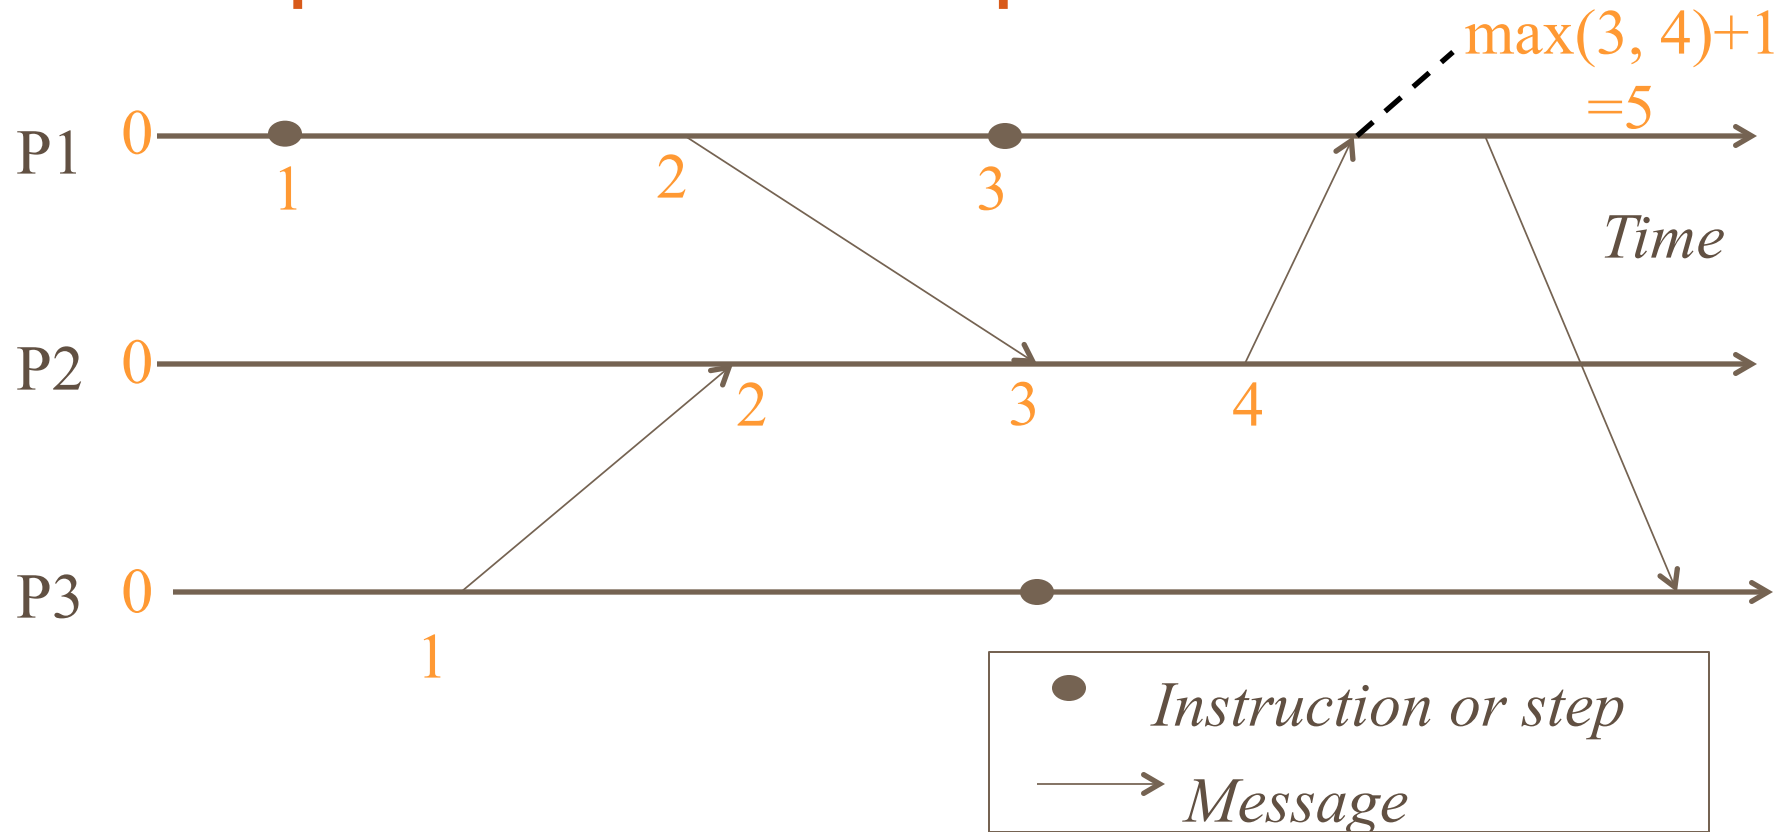 max(3, 4)+1
=5
P1 0
1 2 3
Time
P2 0
2 3 4
P3 0
1
Instruction or step
Message